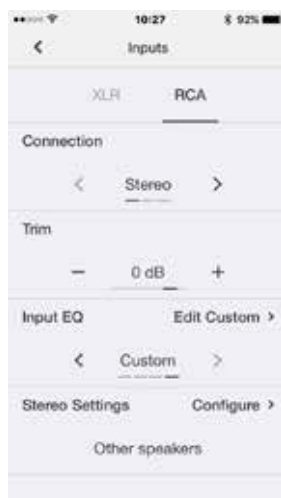 10:27 92%
Inputs
XLR RCA
Connection
Stereo
Trim
− 0 dB +
Input EQ Edit Custom >
Custom
Stereo Settings Configure >
Other speakers